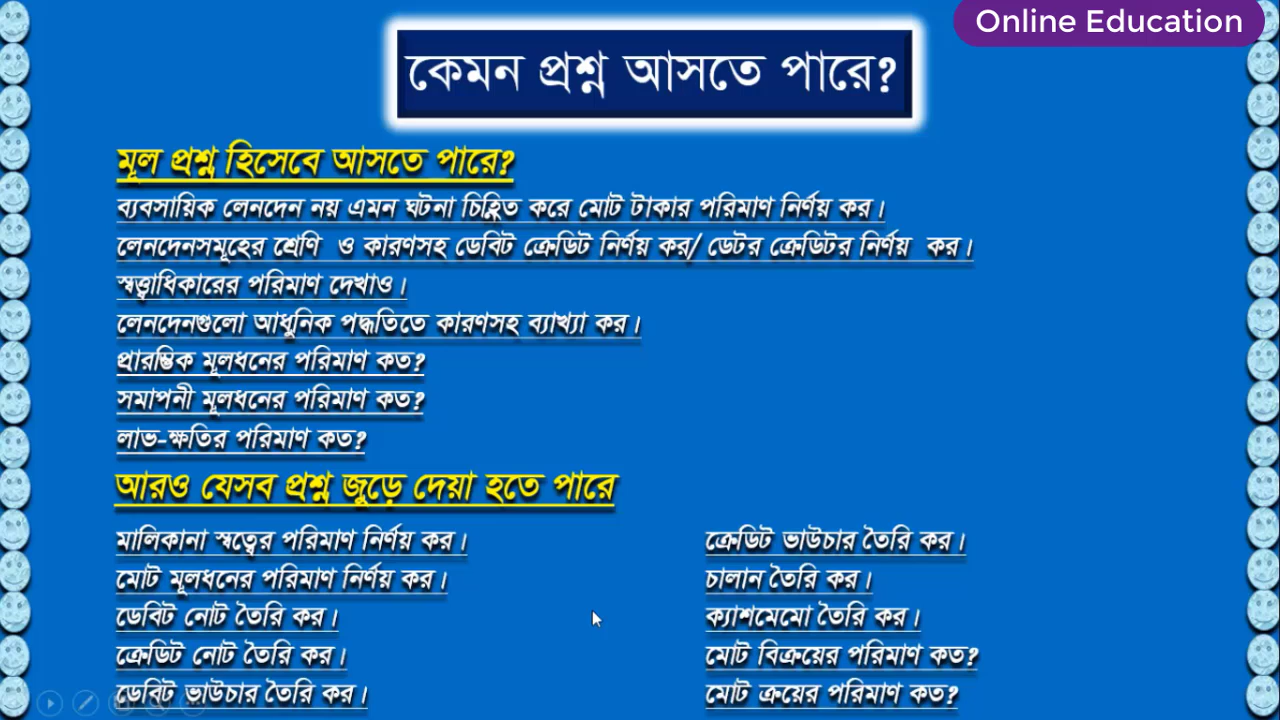 Online Education
কেমন প্রশ্ন আসতে পারে?
মূল প্রশ্ন হিসেবে আসতে পারে?
ব্যবসায়িক লেনদেন নয় এমন ঘটনা চিহ্নিত করে মোট টাকার পরিমাণ নির্ণয় কর।
লেনদেনসমূহের শ্রেণি ও কারণসহ ডেবিট ক্রেডিট নির্ণয় কর/ ডেটর ক্রেডিটর নির্ণয় কর।
স্বত্ত্বাধিকারের পরিমাণ দেখাও।
লেনদেনগুলো আধুনিক পদ্ধতিতে কারণসহ ব্যাখ্যা কর।
প্রারম্ভিক মূলধনের পরিমাণ কত?
সমাপনী মূলধনের পরিমাণ কত?
লাভ-ক্ষতির পরিমাণ কত?
আরও যেসব প্রশ্ন জুড়ে দেয়া হতে পারে
মালিকানা স্বত্বের পরিমাণ নির্ণয় কর।
মোট মূলধনের পরিমাণ নির্ণয় কর।
ডেবিট নোট তৈরি কর।
ক্রেডিট নোট তৈরি কর।
ডেবিট ভাউচার তৈরি কর।
ক্রেডিট ভাউচার তৈরি কর।
চালান তৈরি কর।
ক্যাশমেমো তৈরি কর।
মোট বিক্রয়ের পরিমাণ কত?
মোট ক্রয়ের পরিমাণ কত?